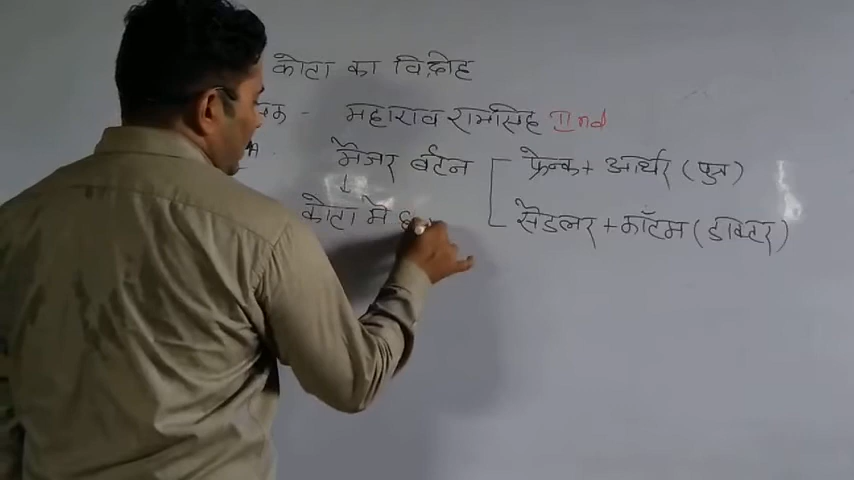 कोटा का विद्रोह
महाराव रामसिंह IInd
मेजर बर्टन [ फ्रेन्क + आर्थर (पुत्र)
↓
कोटा मे
सैडलर + कॉटम (डॉक्टर)